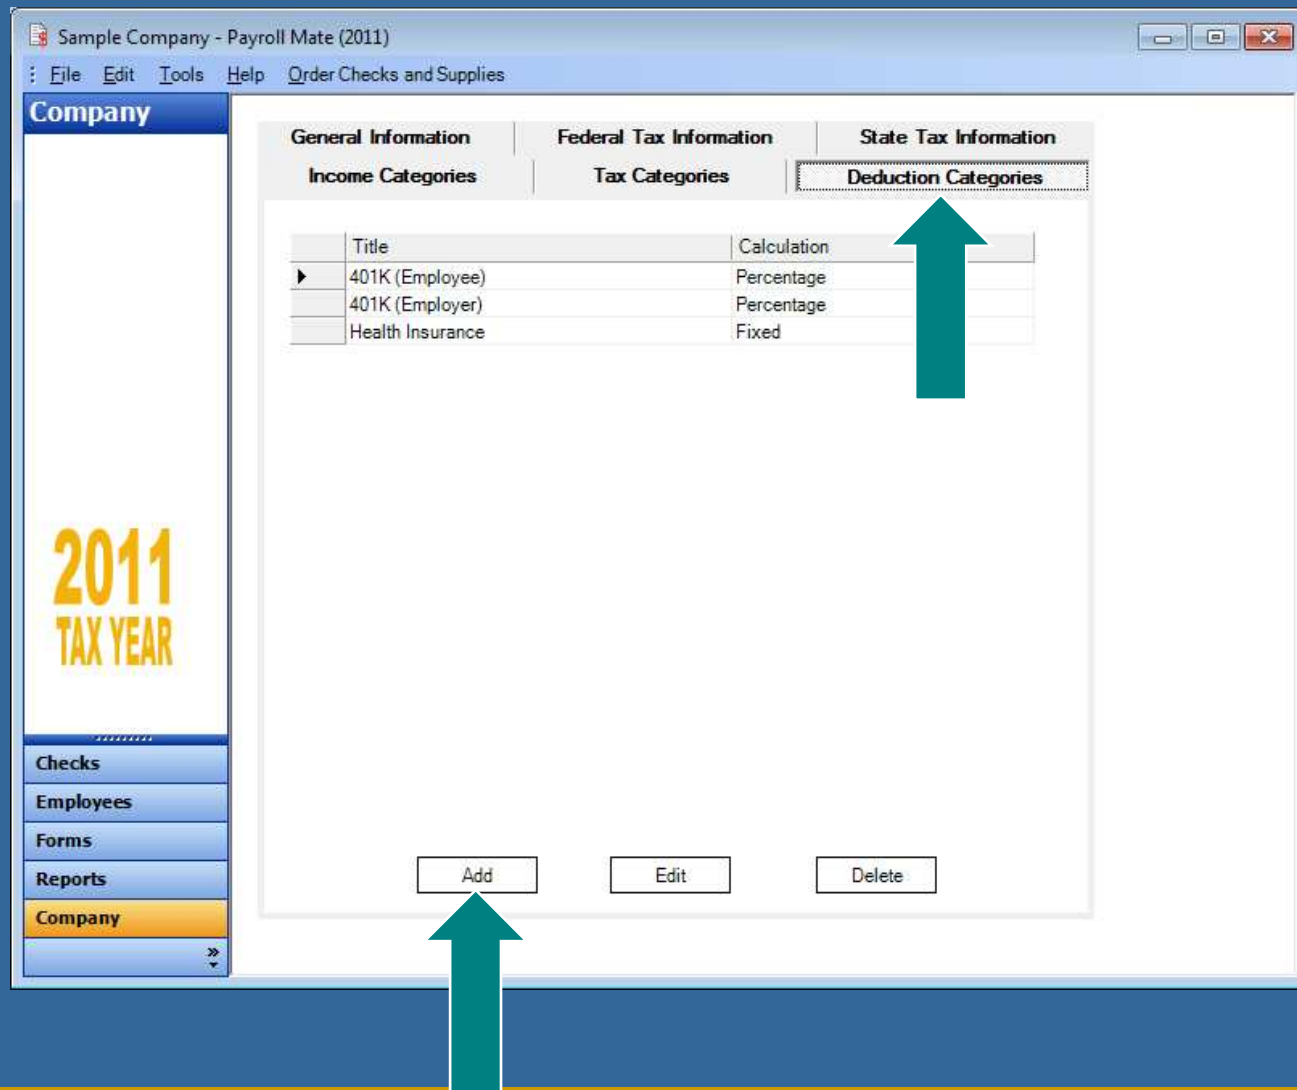 Sample Company - Payroll Mate (2011)
File Edit Tools Help Order Checks and Supplies
Company
General Information Federal Tax Information State Tax Information
Income Categories Tax Categories Deduction Categories
Title Calculation
401K (Employee) Percentage
401K (Employer) Percentage
Health Insurance Fixed
2011
TAX YEAR
Checks
Employees
Forms
Reports
Company
Add Edit Delete